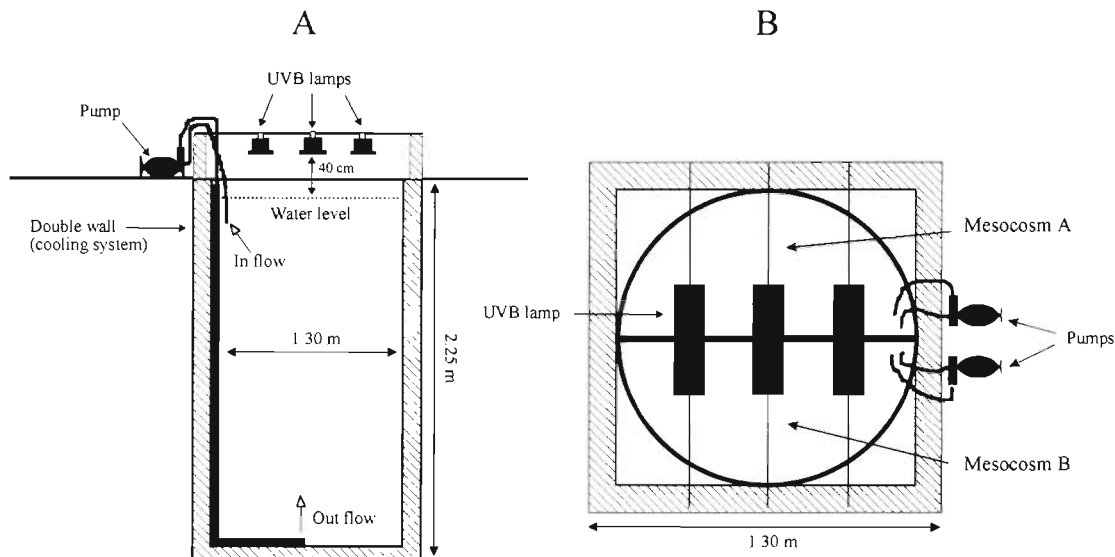 A
UVB lamps
Pump
40 cm
Water level
Double wall
(cooling system)
In flow
1 30 m
2.25 m
Out flow
B
Mesocosm A
UVB lamp
Pumps
Mesocosm B
1 30 m